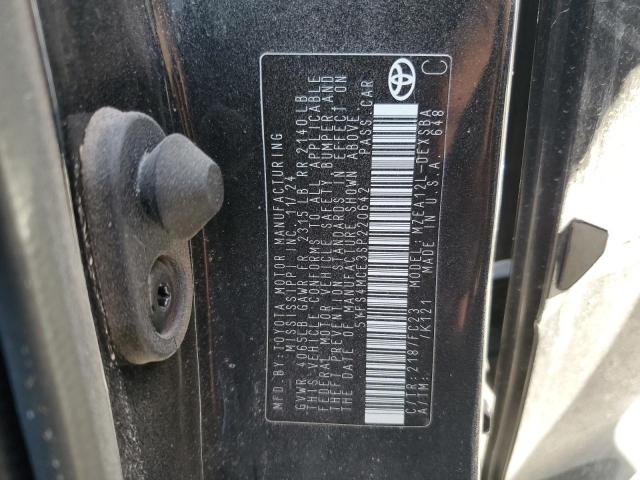 MFD.BY:TOYOTA MOTOR MANUFACTURING
MISSISSIPPI INC. 11/24
GVWR 4065LB GAWR FR 2315 LB RR 2140LB
THIS VEHICLE CONFORMS TO ALL APPLICABLE
FEDERAL MOTOR VEHICLE SAFETY BUMPER, AND
THEFT PREVENTION STANDARDS IN EFFECT ON
THE DATE OF MANUFACTURE SHOWN ABOVE.
5YFS4MCE3SP220642 PASS.CAR
C/TR:218/FC23 MODEL:MZEA12L-DEXSBA
A/TM: /K121 MADE IN U.S.A. 648
C